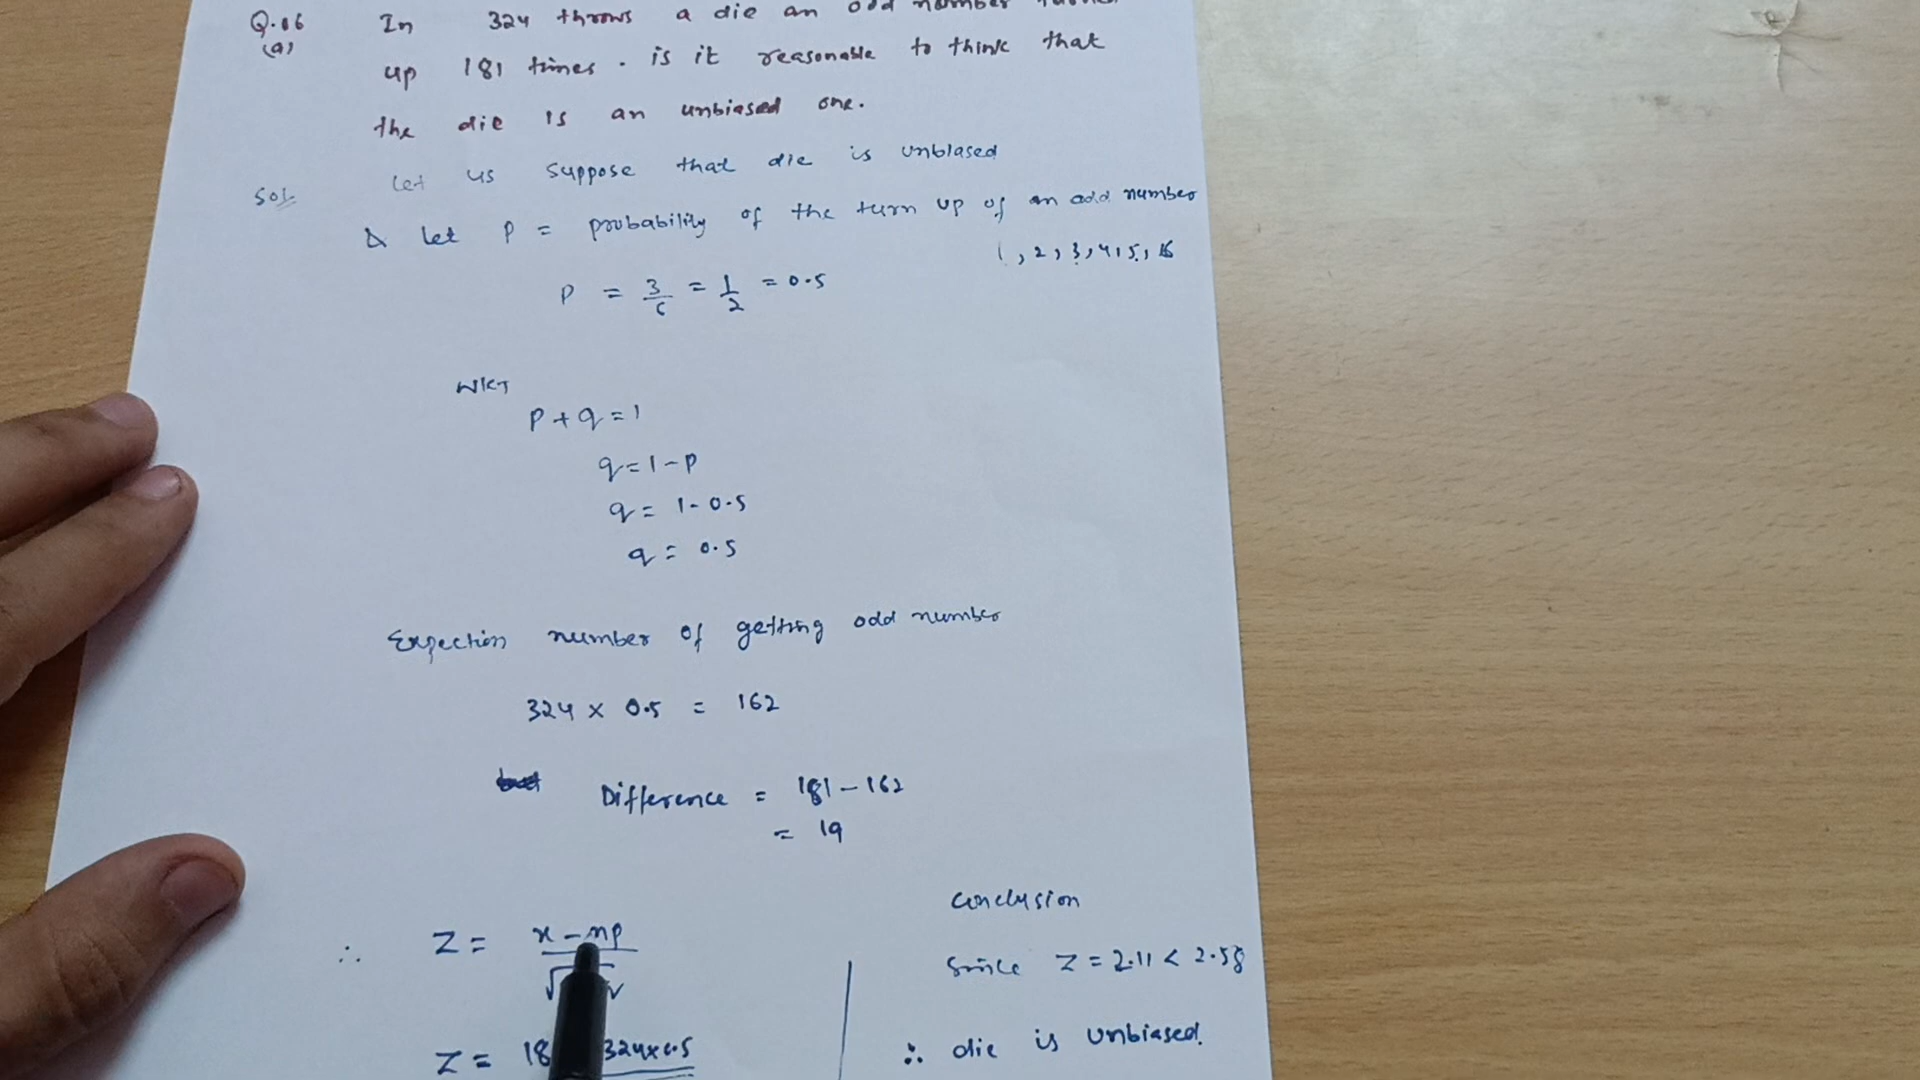 Q.06 In 324 throws a die an odd number turned
(a) up 181 times. is it reasonable to think that
the die is an unbiased one.
Sol. Let us suppose that die is unbiased
& let P = probability of the turn up of an odd number
1, 2, 3, 4, 5, 6
P = 3/6 = 1/2 = 0.5
WKT
P + q = 1
q = 1 - P
q = 1 - 0.5
q = 0.5
Expection number of getting odd number
324 × 0.5 = 162
Difference = 181 - 162
= 19
∴ Z = x - np
√
Z = 18 324×0.5
Conclusion
Since Z = 2.11 < 2.58
∴ die is unbiased.